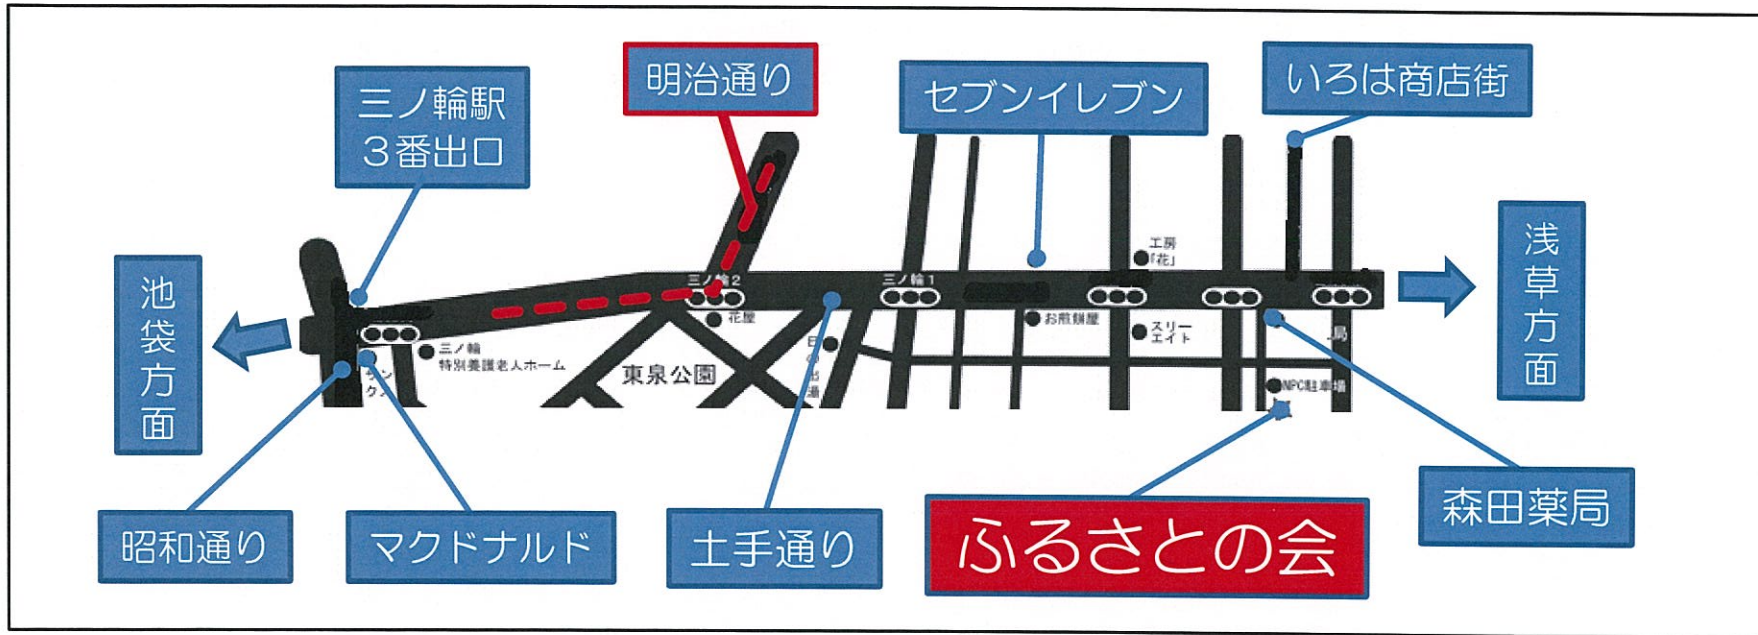 明治通り
セブンイレブン
いろは商店街
三ノ輪駅
３番出口
浅草方面
池袋方面
工房
「花」
三ノ輪2
三ノ輪1
花屋
お煎餅屋
スリー
エイト
三ノ輪
特別養護老人ホーム
東泉公園
NPC駐車場
昭和通り
マクドナルド
土手通り
ふるさとの会
森田薬局